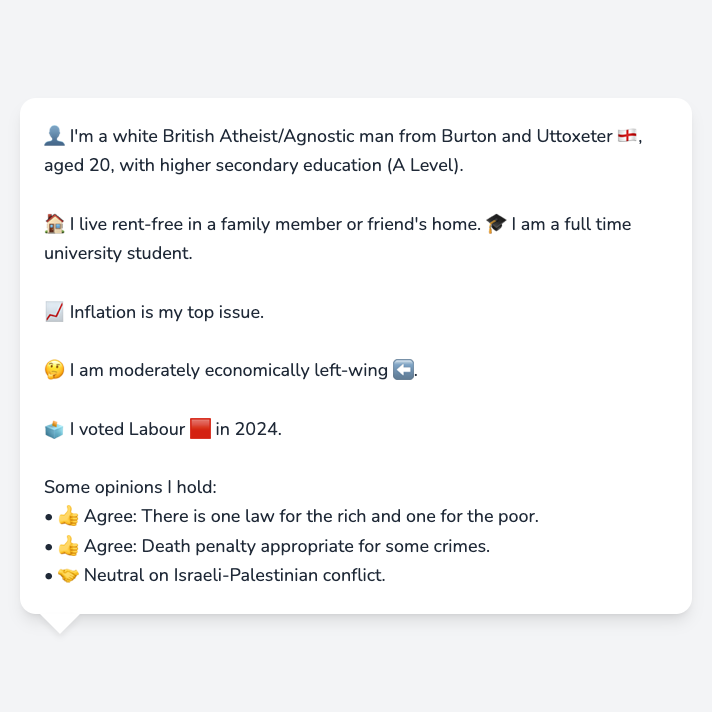 👤 I'm a white British Atheist/Agnostic man from Burton and Uttoxeter 🏴󠁧󠁢󠁥󠁮󠁧󠁿,
aged 20, with higher secondary education (A Level).
🏠 I live rent-free in a family member or friend's home. 🎓 I am a full time
university student.
📈 Inflation is my top issue.
🤔 I am moderately economically left-wing ⬅️.
🗳️ I voted Labour 🟥 in 2024.
Some opinions I hold:
• 👍 Agree: There is one law for the rich and one for the poor.
• 👍 Agree: Death penalty appropriate for some crimes.
• 🤝 Neutral on Israeli-Palestinian conflict.